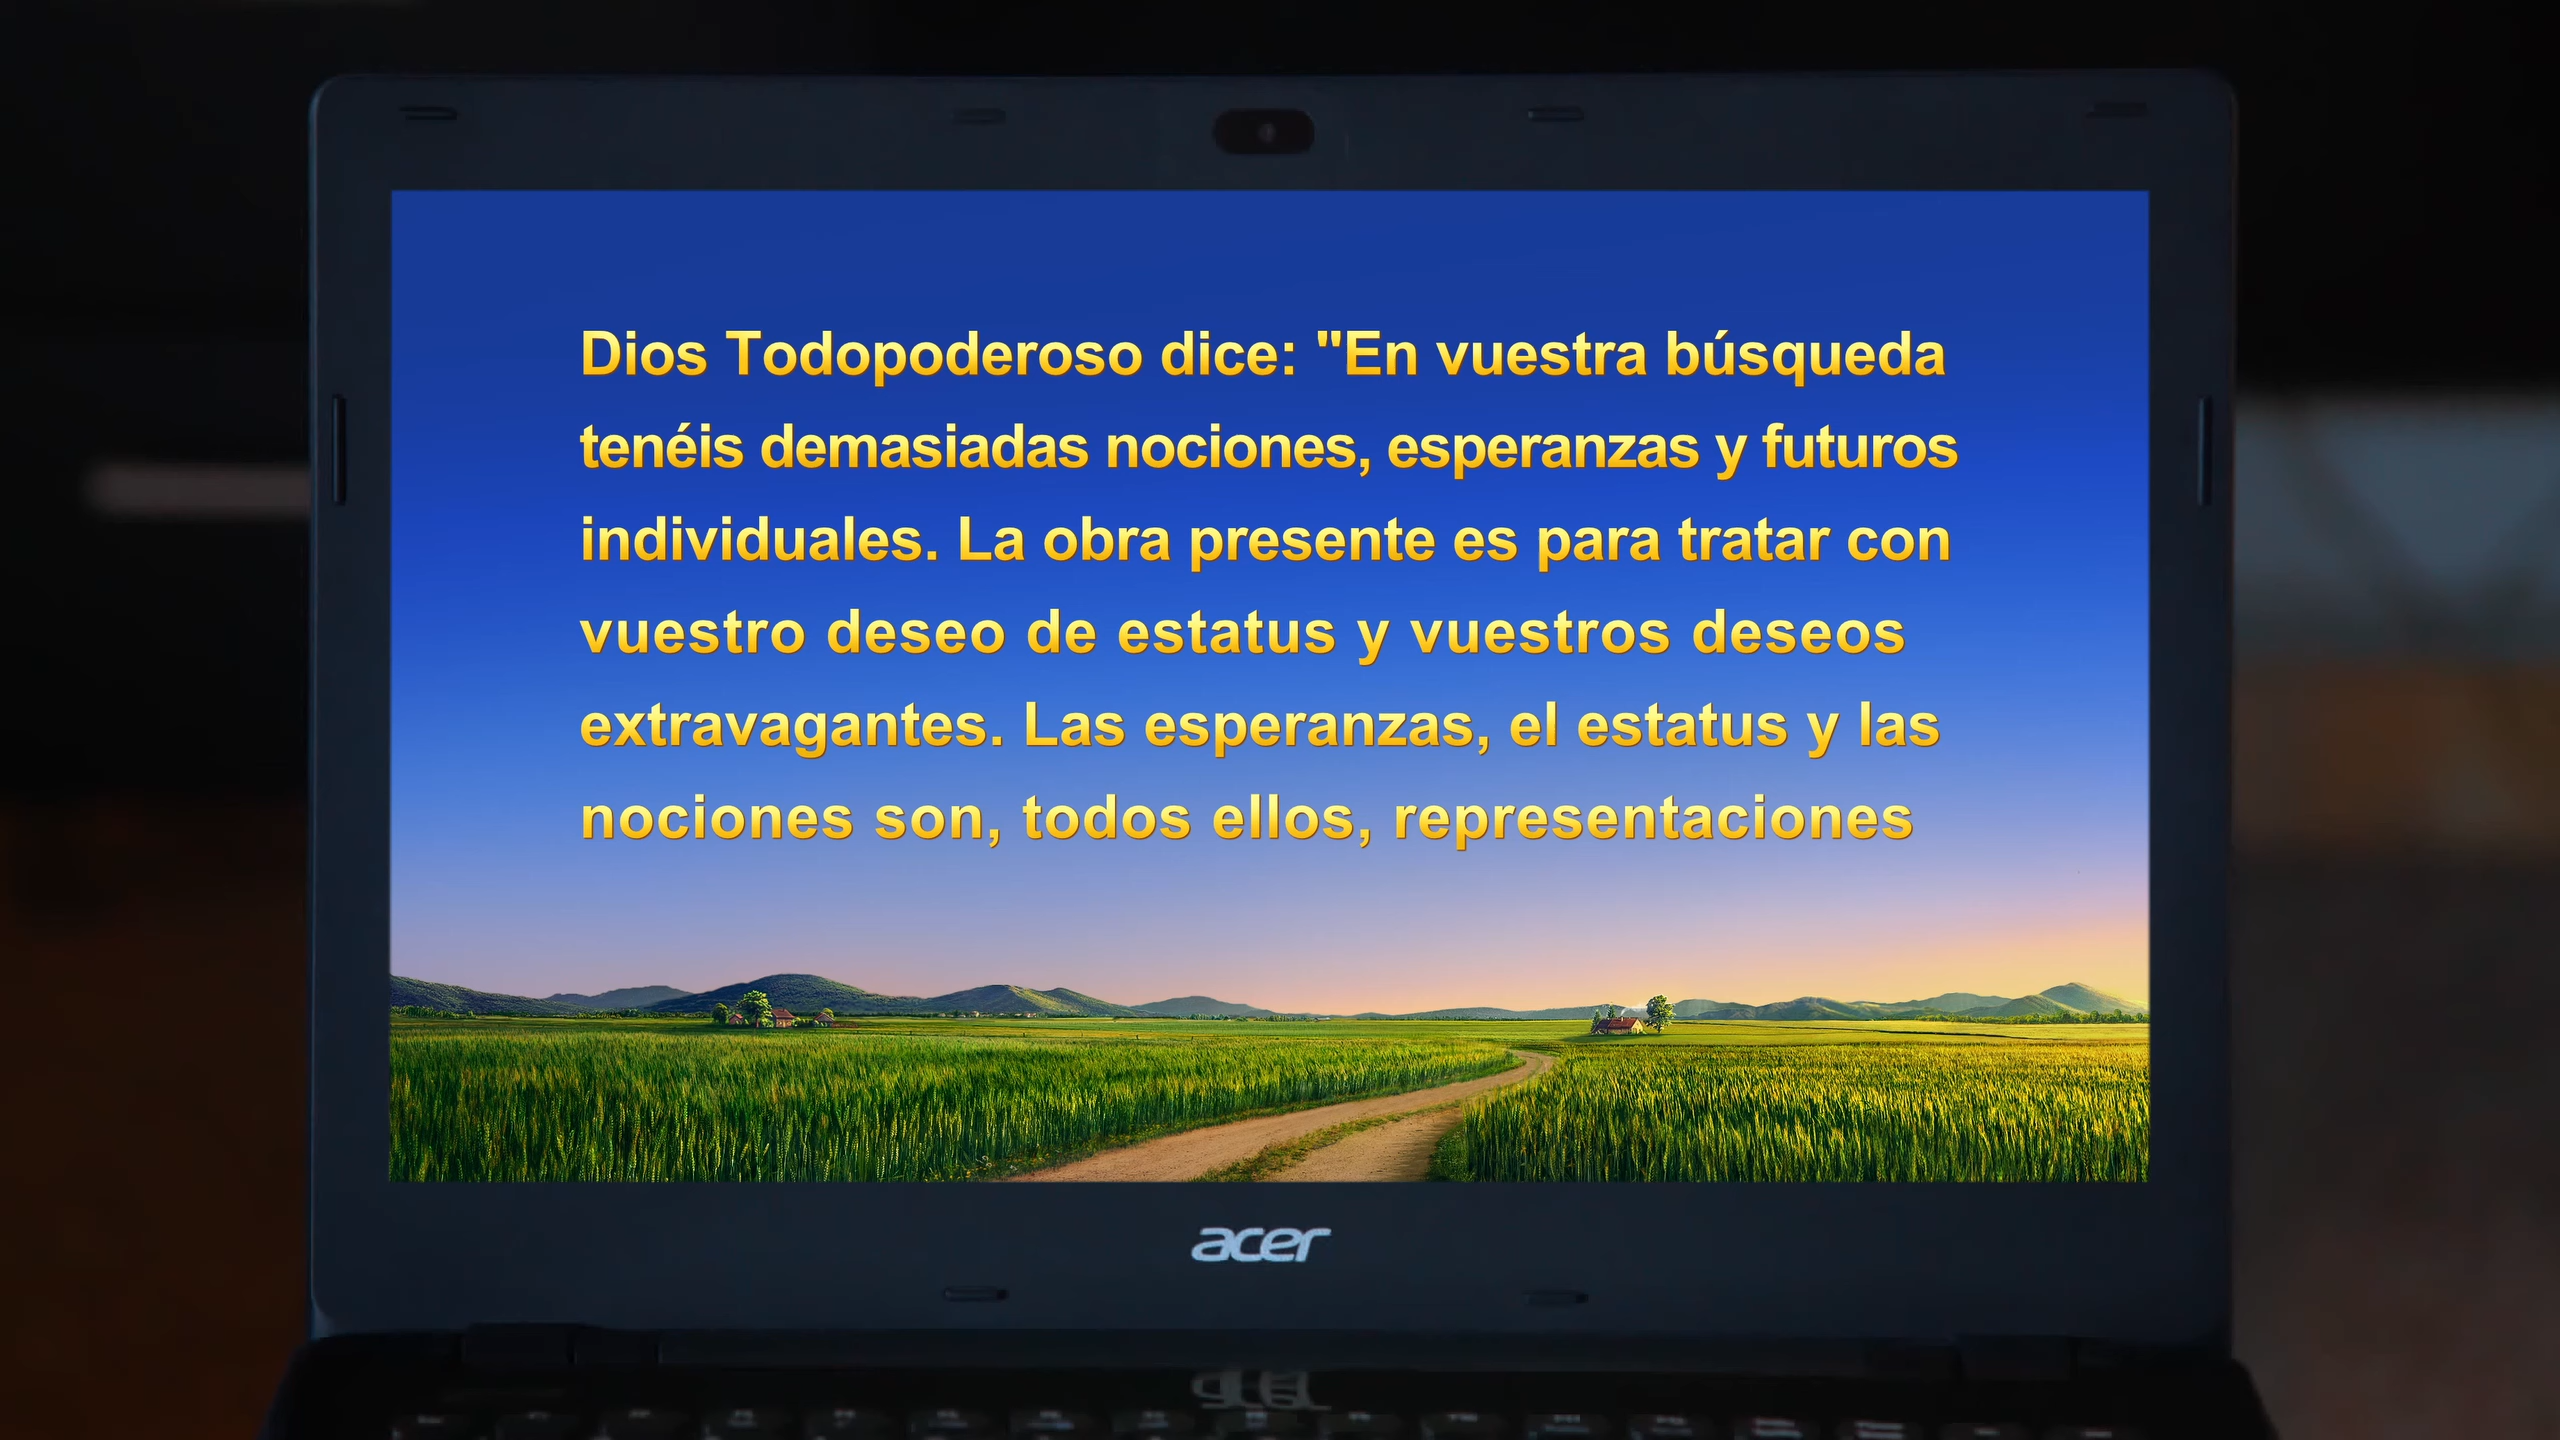 Dios Todopoderoso dice: "En vuestra búsqueda
tenéis demasiadas nociones, esperanzas y futuros
individuales. La obra presente es para tratar con
vuestro deseo de estatus y vuestros deseos
extravagantes. Las esperanzas, el estatus y las
nociones son, todos ellos, representaciones
acer